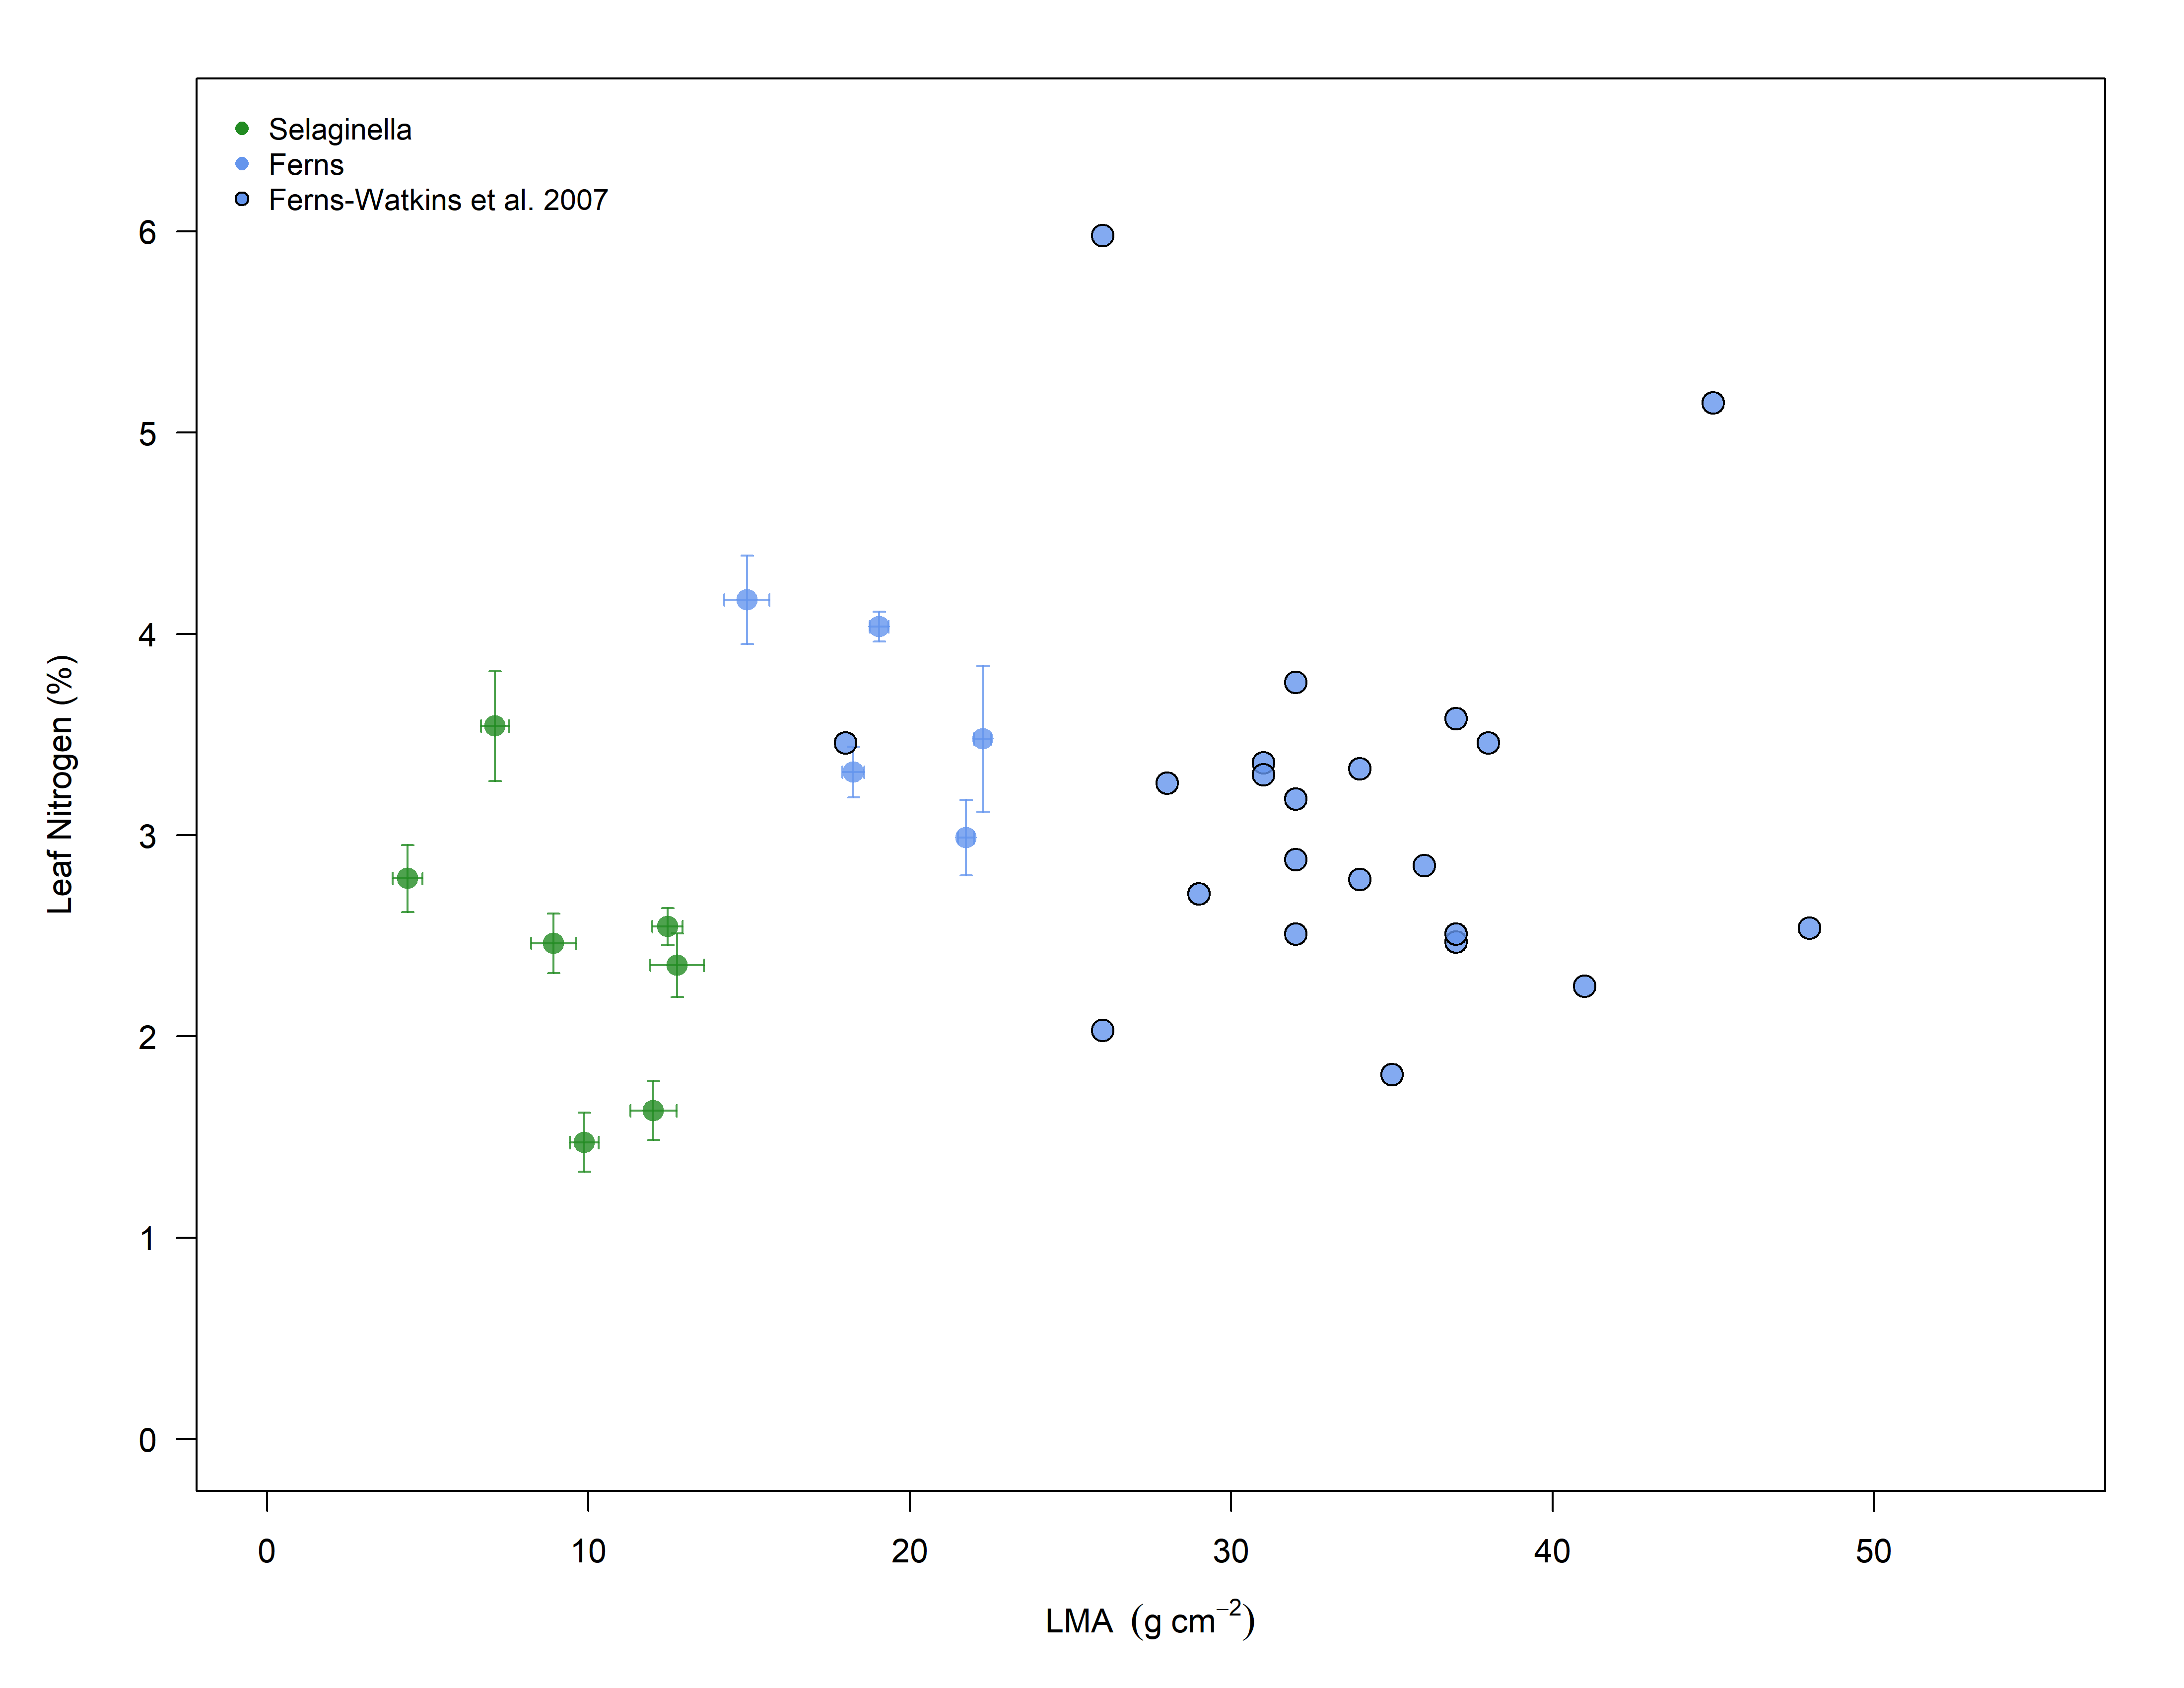 Selaginella
Ferns
Ferns-Watkins et al. 2007
6
5
4
3
2
1
0
Leaf Nitrogen (%)
0 10 20 30 40 50
LMA (g cm⁻²)